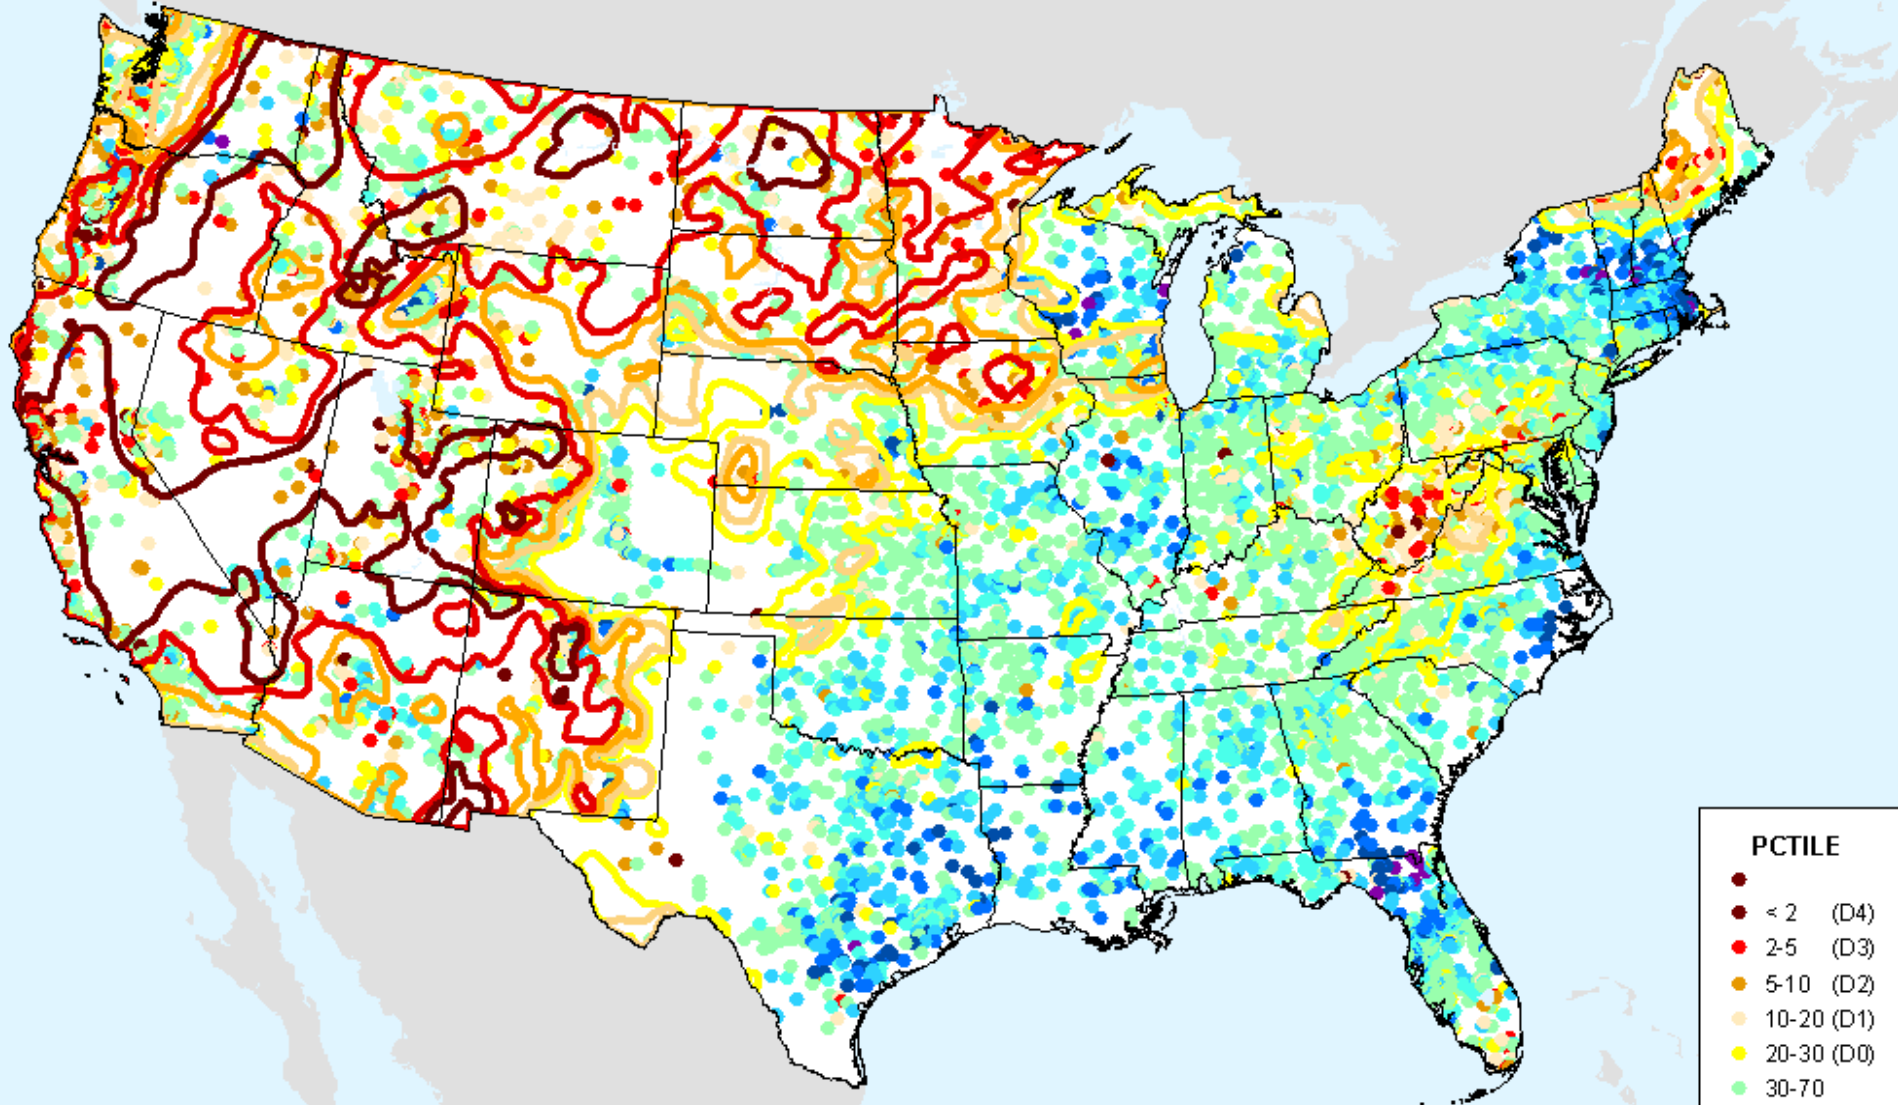 PCTILE
< 2 (D4)
2-5 (D3)
5-10 (D2)
10-20 (D1)
20-30 (D0)
30-70